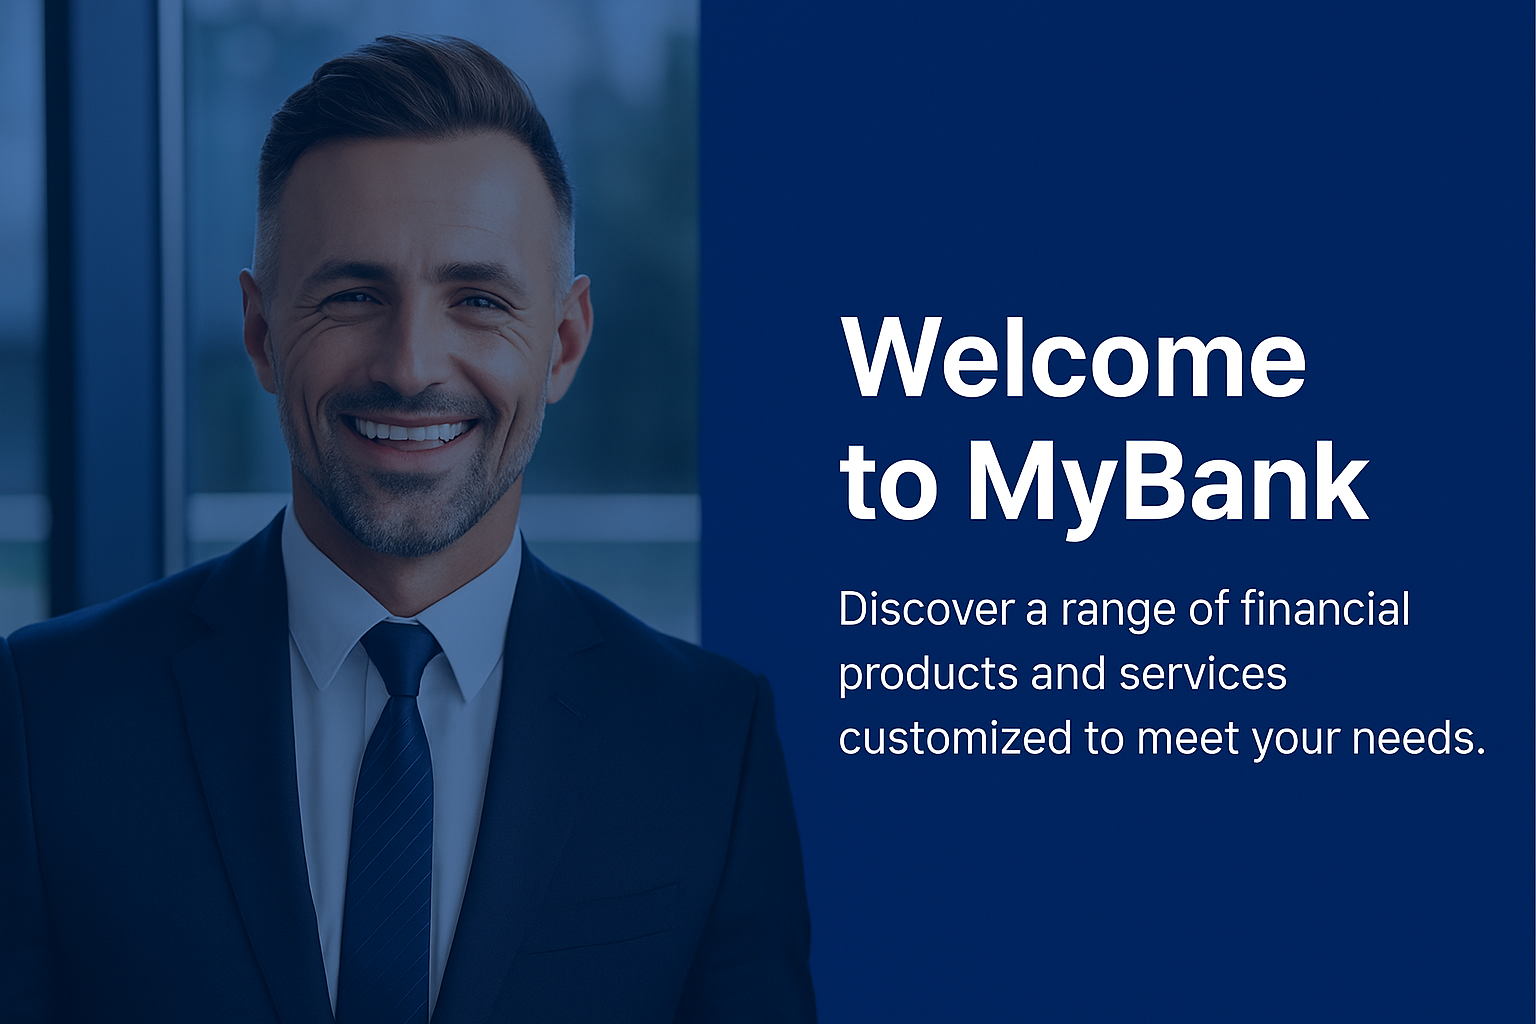 Welcome
to MyBank
Discover a range of financial
products and services
customized to meet your needs.